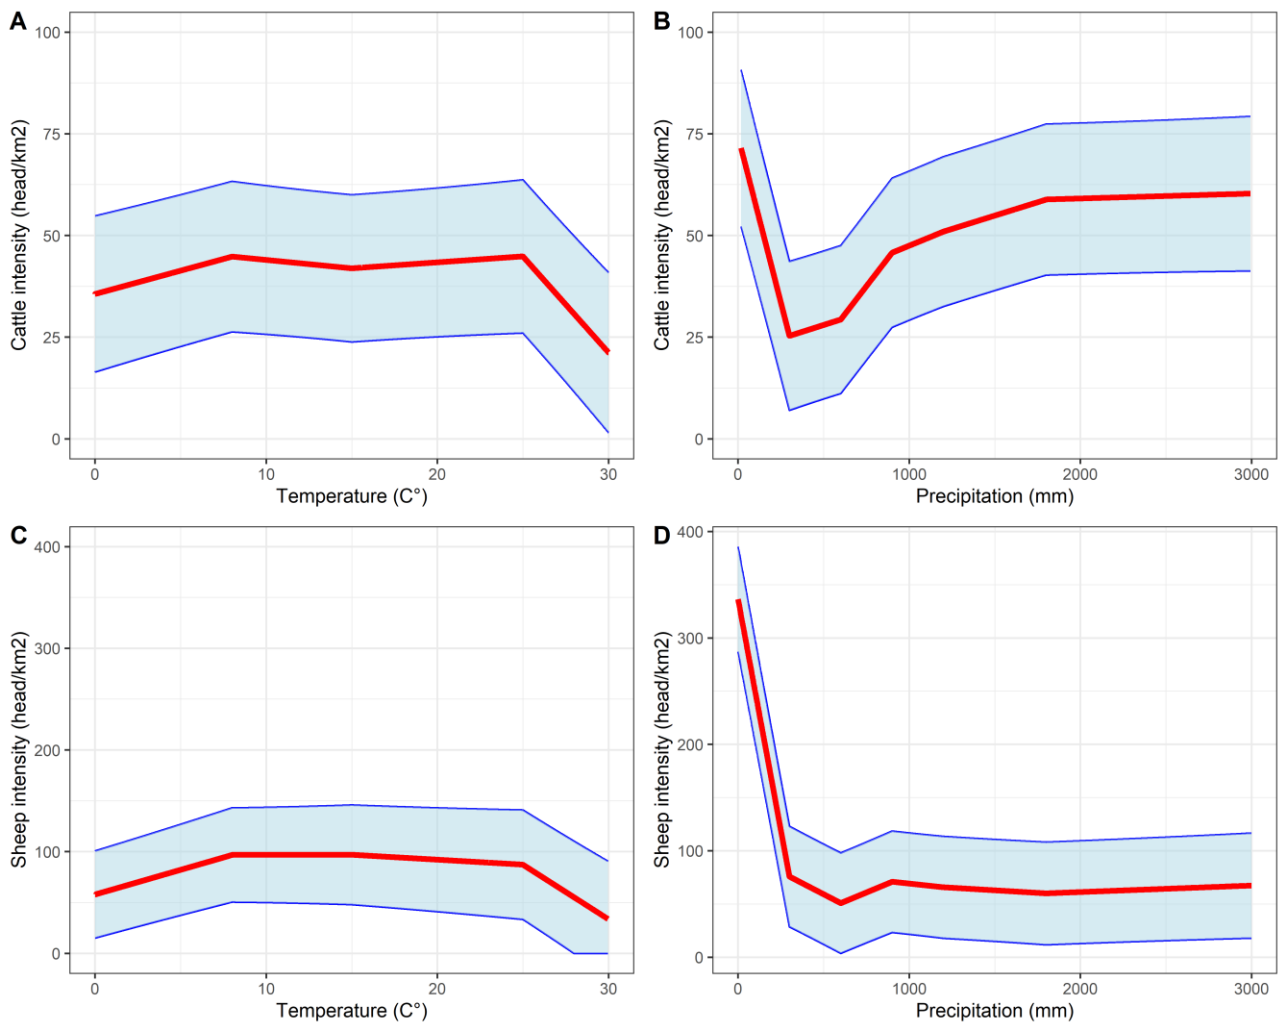 A
Cattle intensity (head/km2)
100
75
50
25
0
0 10 20 30
Temperature (C°)
B
Cattle intensity (head/km2)
100
75
50
25
0
0 1000 2000 3000
Precipitation (mm)
C
Sheep intensity (head/km2)
400
300
200
100
0
0 10 20 30
Temperature (C°)
D
Sheep intensity (head/km2)
400
300
200
100
0
0 1000 2000 3000
Precipitation (mm)